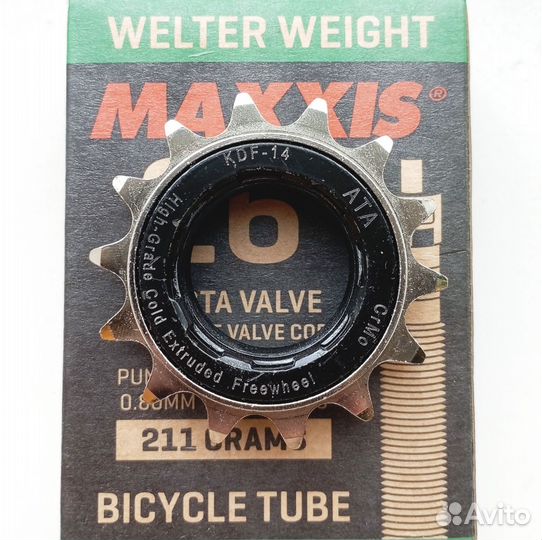 WELTER WEIGHT
MAXXIS®
KDF-14
ATA
CrMo
High-Grade Cold Extruded Freewheel
TA VALVE
VALVE COR
PUN
0.80MM
211 GRAMS
BICYCLE TUBE
Avito